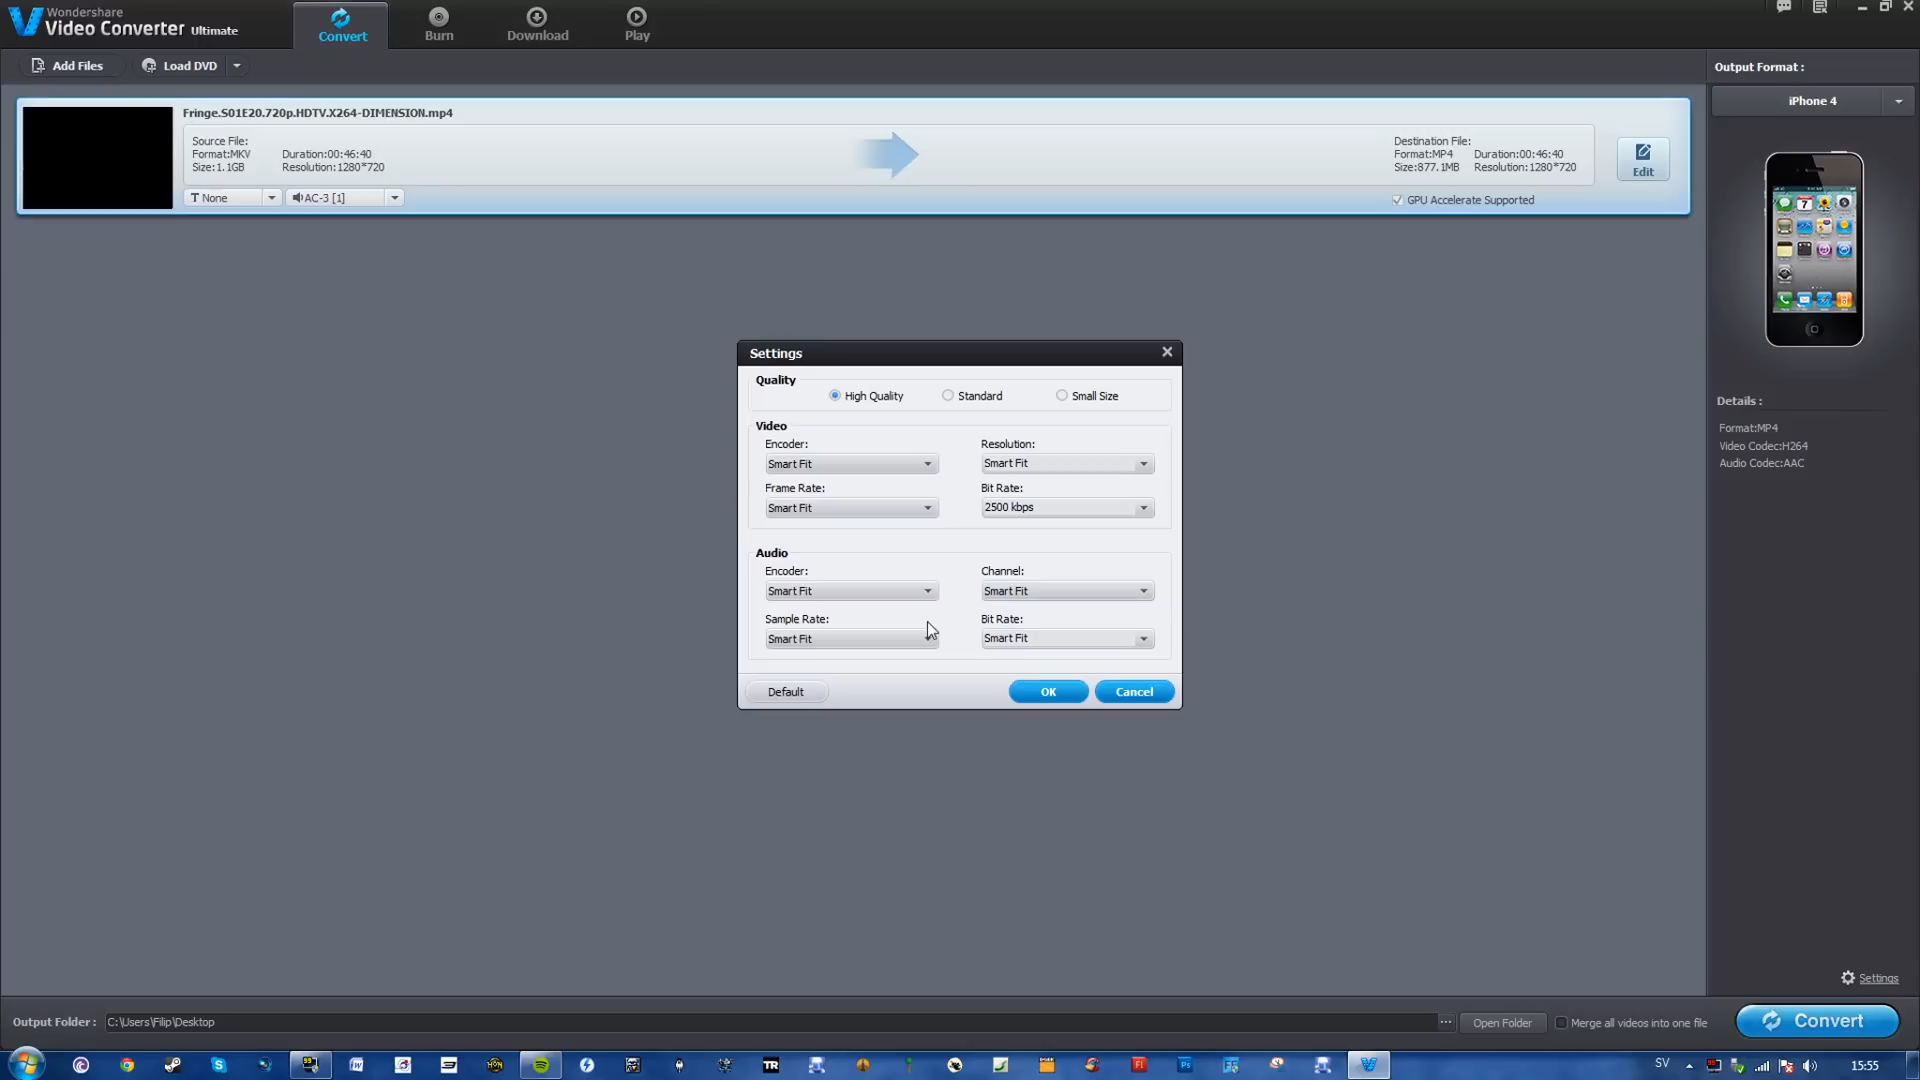 Wondershare
Video Converter Ultimate
Convert
Burn
Download
Play
Add Files
Load DVD
Output Format :
iPhone 4
Fringe.S01E20.720p.HDTV.X264-DIMENSION.mp4
Source File:
Format:MKV Duration:00:46:40
Size:1.1GB Resolution:1280*720
Destination File:
Format:MP4 Duration:00:46:40
Size:877.1MB Resolution:1280*720
Edit
T None
AC-3 [1]
GPU Accelerate Supported
Settings
Quality
High Quality Standard Small Size
Video
Encoder: Resolution:
Smart Fit Smart Fit
Frame Rate: Bit Rate:
Smart Fit 2500 kbps
Audio
Encoder: Channel:
Smart Fit Smart Fit
Sample Rate: Bit Rate:
Smart Fit Smart Fit
Default OK Cancel
Details :
Format:MP4
Video Codec:H264
Audio Codec:AAC
Settings
Output Folder : C:\Users\Filip\Desktop ... Open Folder Merge all videos into one file Convert
SV 15:55